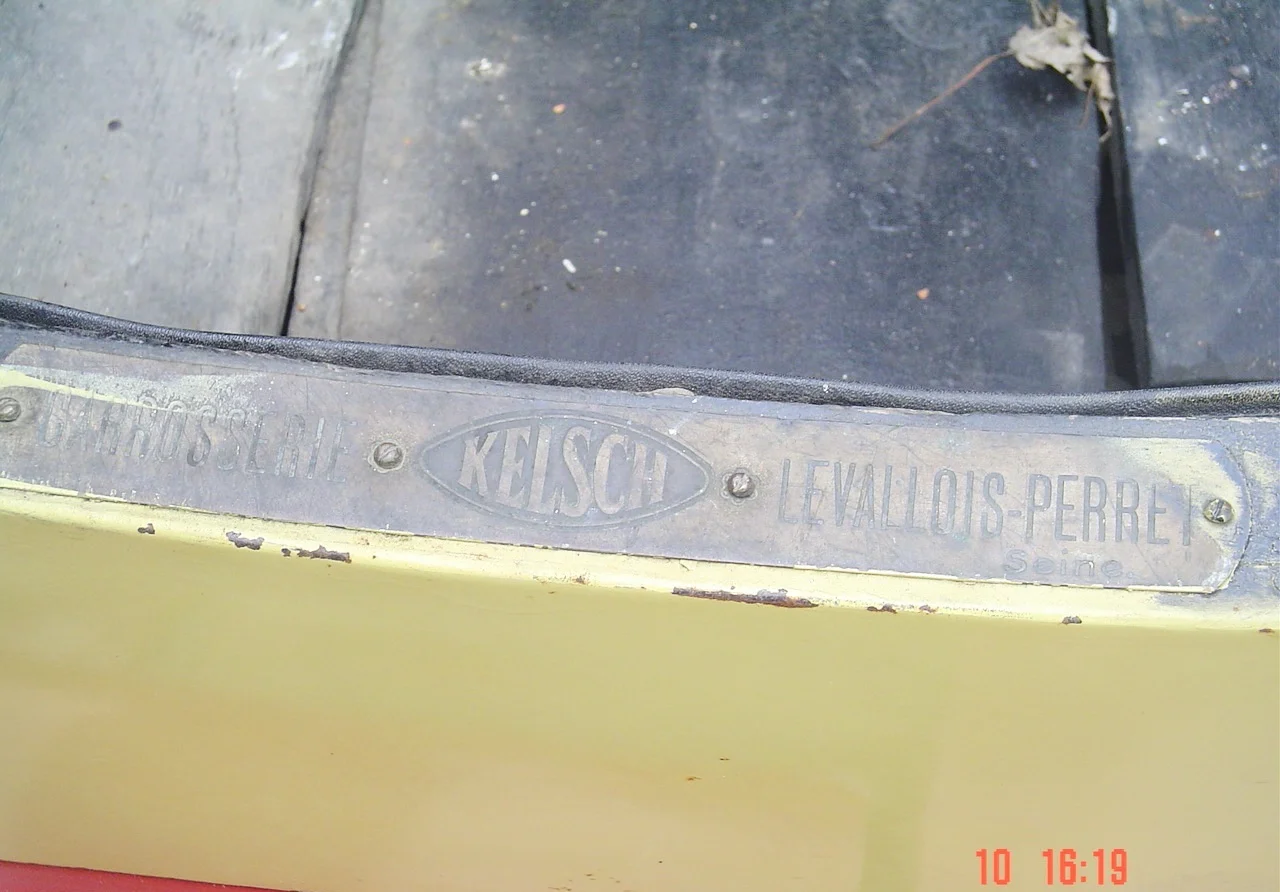 CARROSSERIE KELSCH LEVALLOIS-PERRET
Seine.
10 16:19